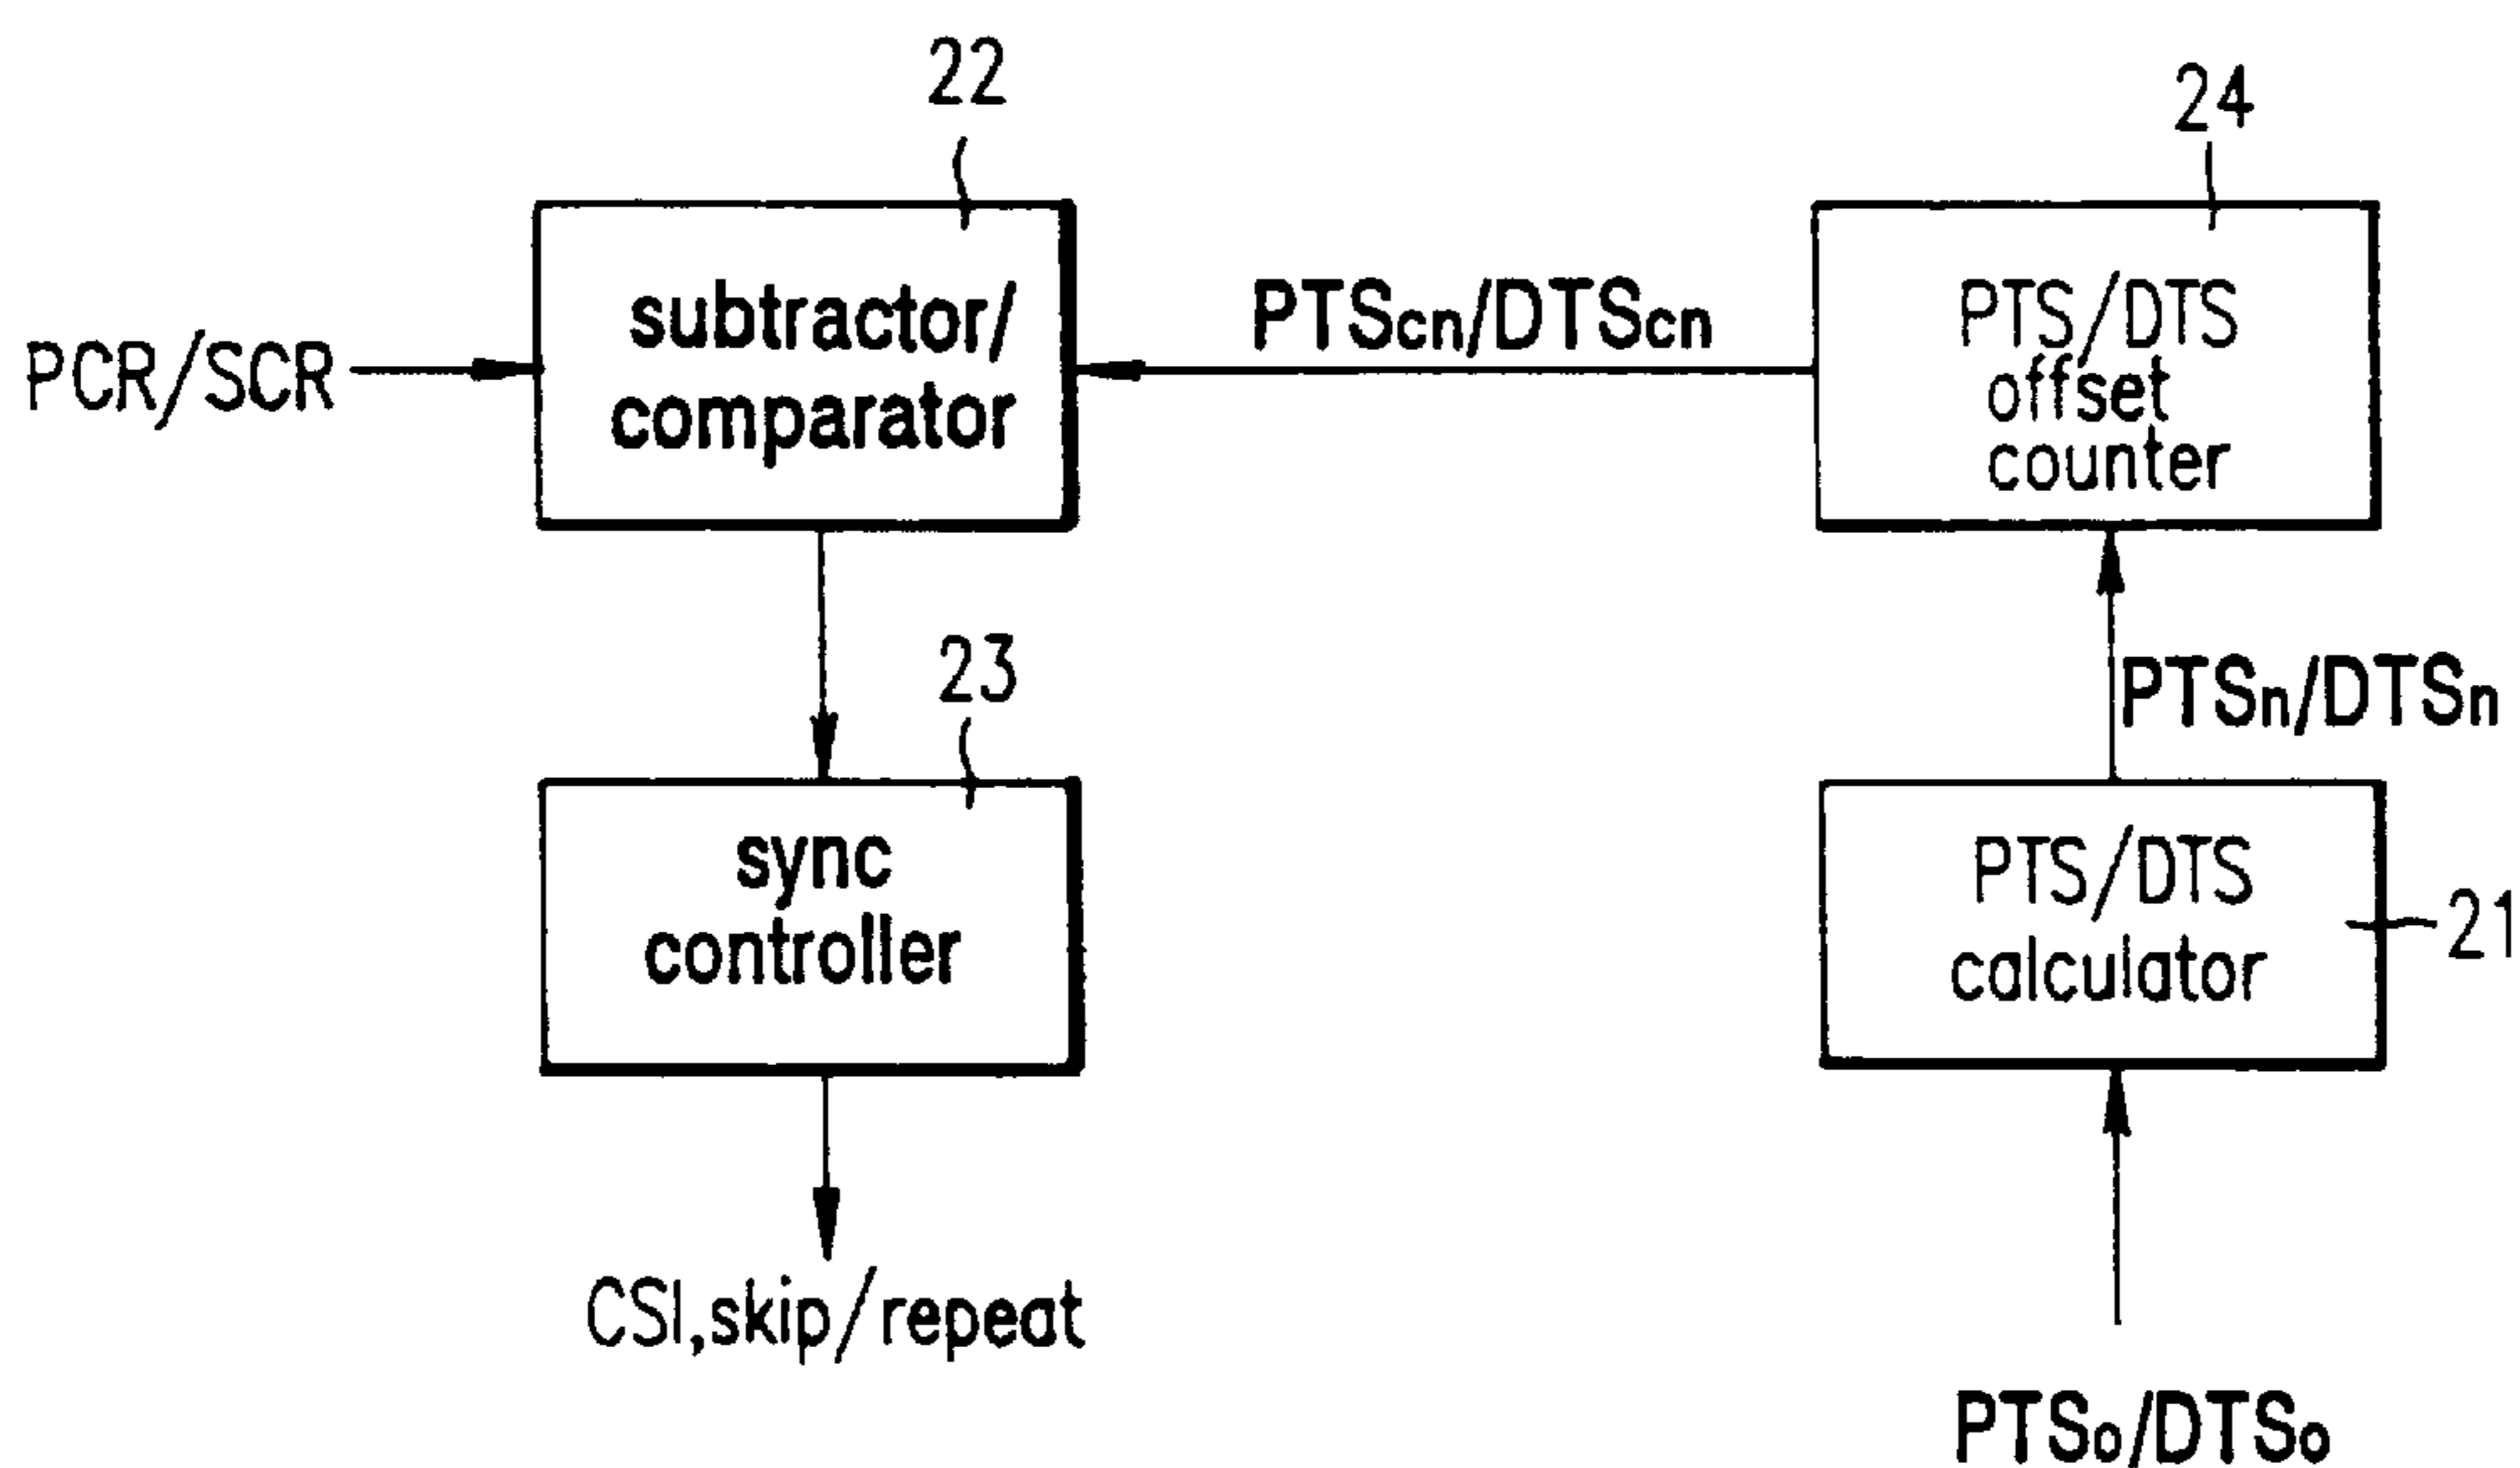 22
24
subtractor/
comparator
PCR/SCR
PTScn/DTScn
PTS/DTS
offset
counter
23
PTSn/DTSn
sync
controller
PTS/DTS
calculator
21
CSI,skip/repeat
PTSo/DTSo